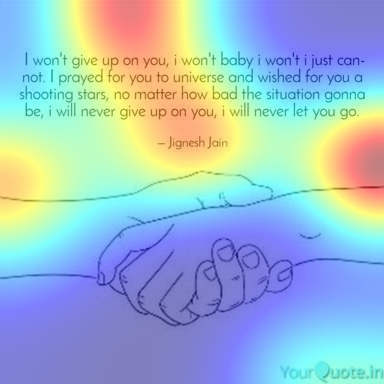 I won't give up on you, i won't baby i won't i just can-
not. I prayed for you to universe and wished for you a
shooting stars, no matter how bad the situation gonna
be, i will never give up on you, i will never let you go.
– Jignesh Jain
YourQuote.in